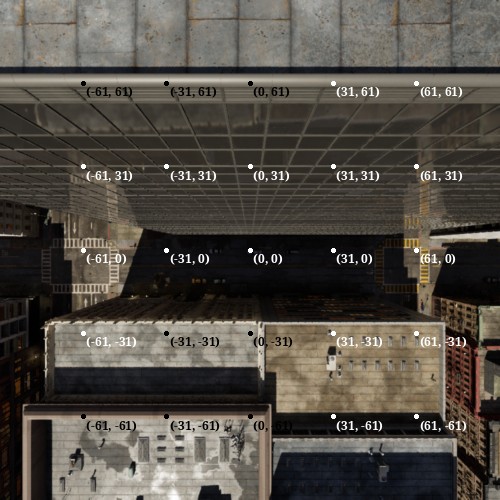 (-61, 61) (-31, 61) (0, 61) (31, 61) (61, 61)
(-61, 31) (-31, 31) (0, 31) (31, 31) (61, 31)
(-61, 0) (-31, 0) (0, 0) (31, 0) (61, 0)
(-61, -31) (-31, -31) (0, -31) (31, -31) (61, -31)
(-61, -61) (-31, -61) (0, (31, -61) (61, -61)